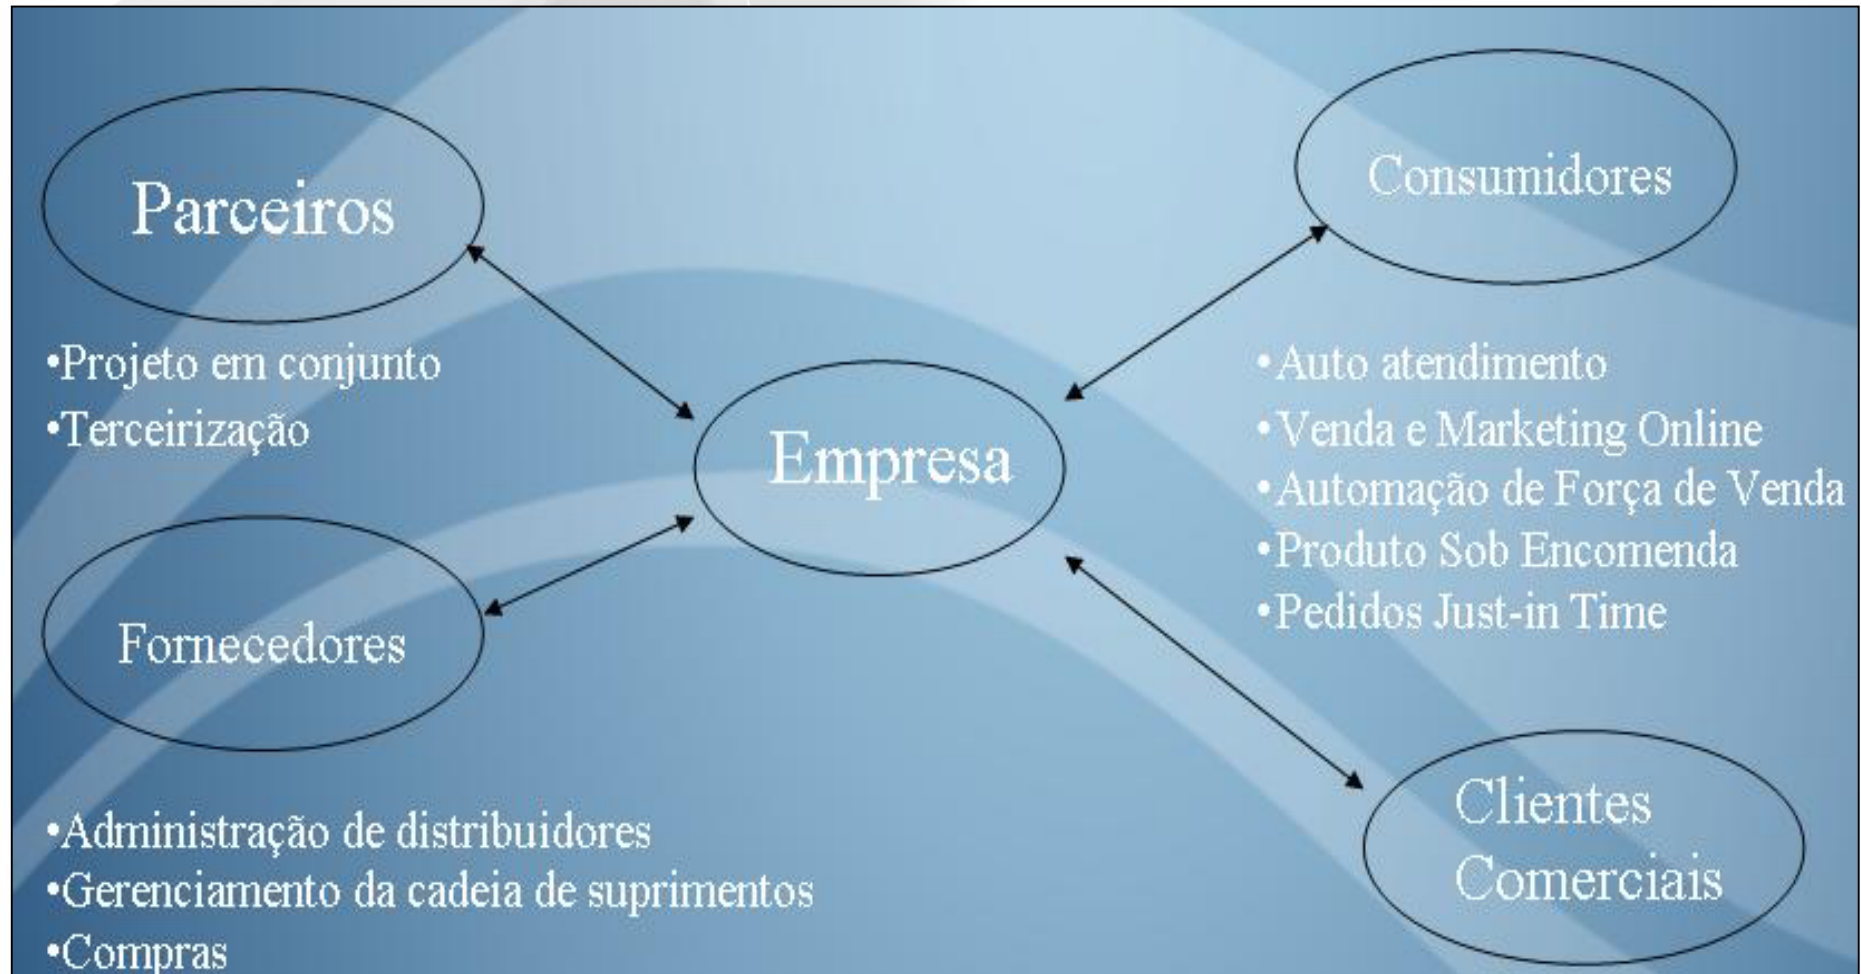 Parceiros
•Projeto em conjunto
•Terceirização
Fornecedores
•Administração de distribuidores
•Gerenciamento da cadeia de suprimentos
•Compras
Empresa
Consumidores
•Auto atendimento
•Venda e Marketing Online
•Automação de Força de Venda
•Produto Sob Encomenda
•Pedidos Just-in Time
Clientes
Comerciais